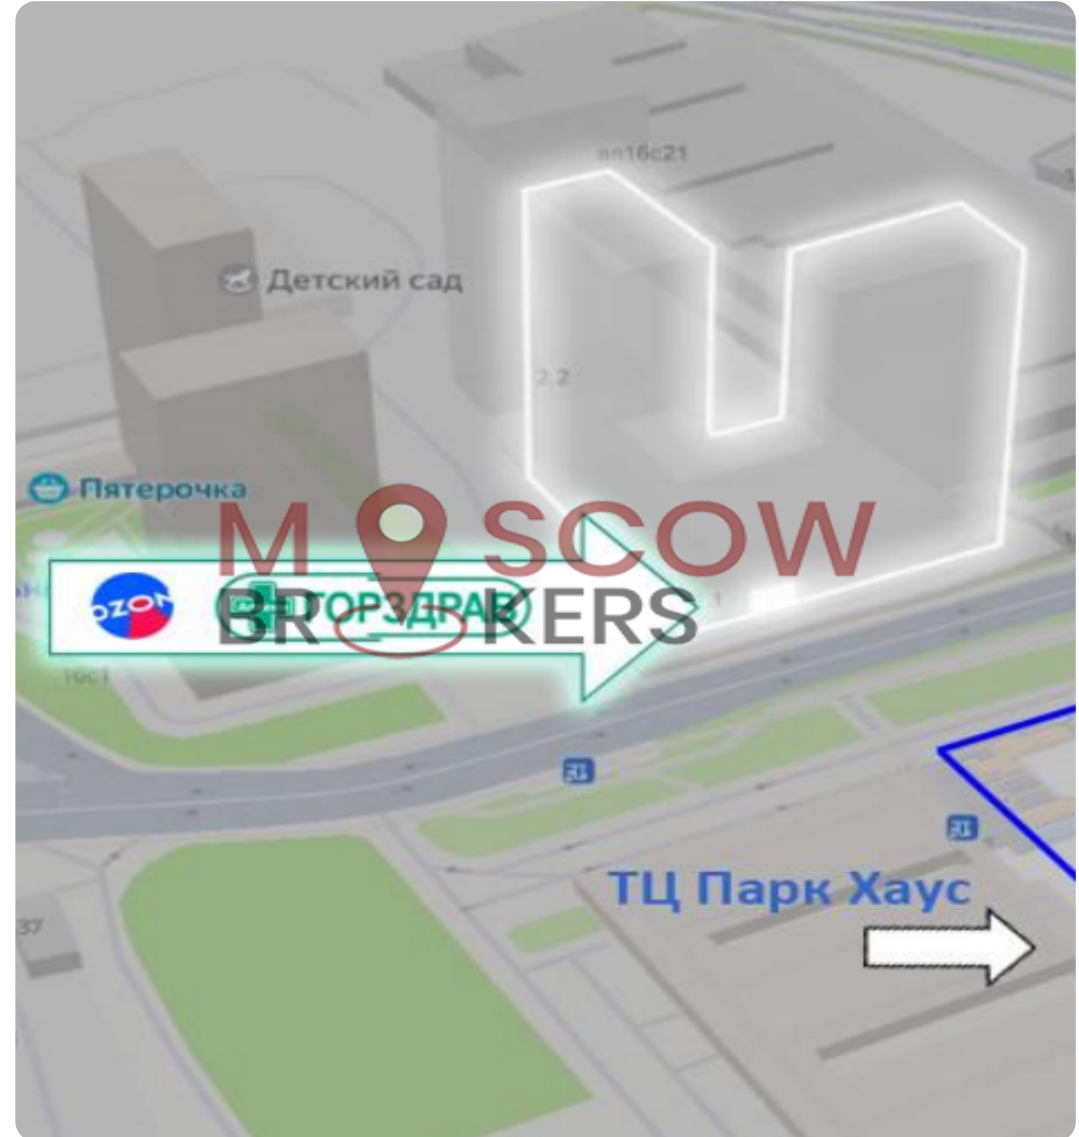 вл16с21
Детский сад
2.2
Пятерочка
MOSCOW
BROKERS
OZON
ГОРЗДРАВ
16с1
ТЦ Парк Хаус
37